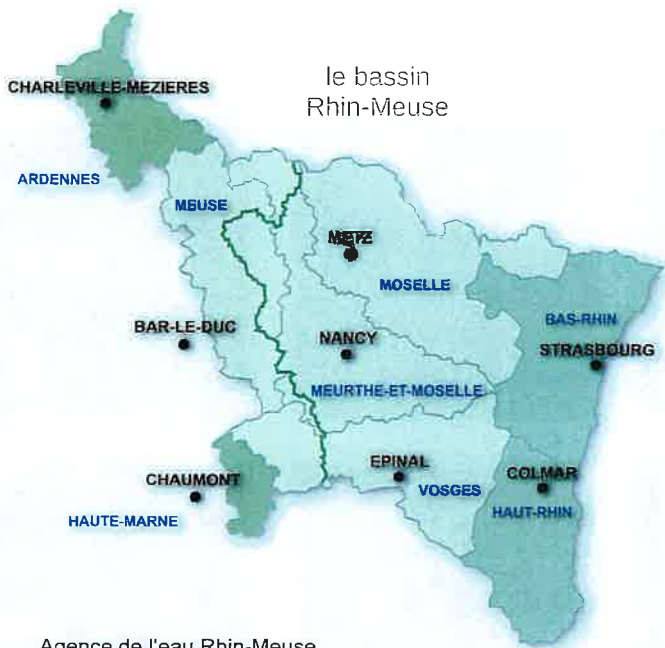 le bassin
Rhin-Meuse
CHARLEVILLE-MEZIERES
ARDENNES
MEUSE
METZ
MOSELLE
BAR-LE-DUC
NANCY
BAS-RHIN
STRASBOURG
MEURTHE-ET-MOSELLE
CHAUMONT
EPINAL
COLMAR
VOSGES
HAUT-RHIN
HAUTE-MARNE
Agence de l'eau Rhin-Meuse